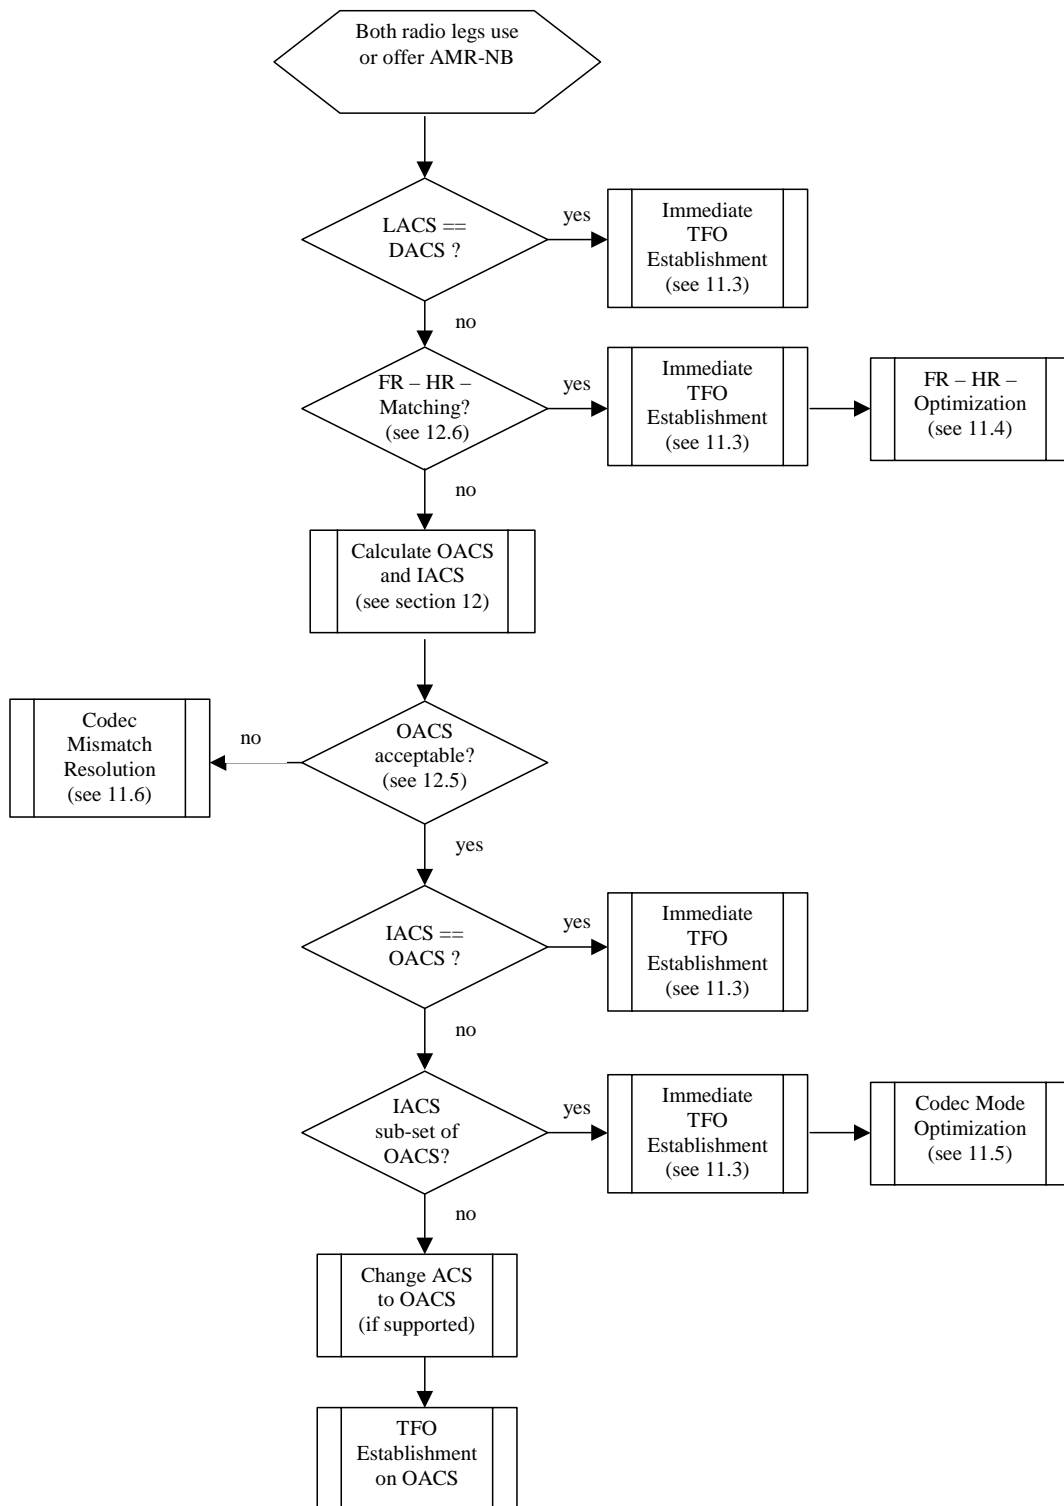 Both radio legs use
or offer AMR-NB
LACS ==
DACS ?
yes
Immediate
TFO
Establishment
(see 11.3)
no
FR – HR –
Matching?
(see 12.6)
yes
Immediate
TFO
Establishment
(see 11.3)
FR – HR –
Optimization
(see 11.4)
no
Calculate OACS
and IACS
(see section 12)
OACS
acceptable?
(see 12.5)
no
Codec
Mismatch
Resolution
(see 11.6)
yes
IACS ==
OACS ?
yes
Immediate
TFO
Establishment
(see 11.3)
no
IACS
sub-set of
OACS?
yes
Immediate
TFO
Establishment
(see 11.3)
Codec Mode
Optimization
(see 11.5)
no
Change ACS
to OACS
(if supported)
TFO
Establishment
on OACS